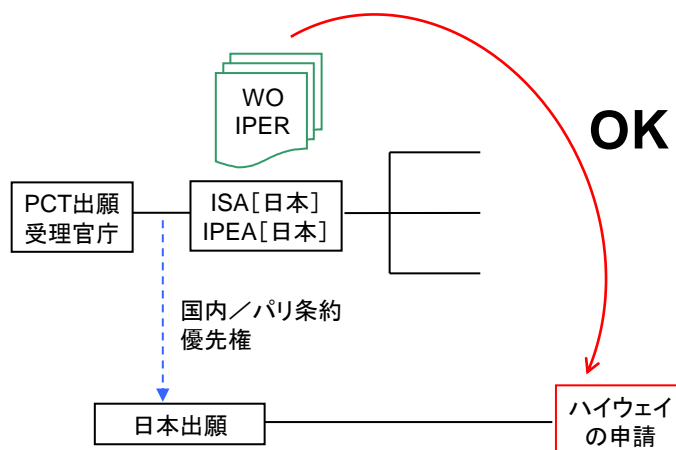 WO
IPER
OK
PCT出願
受理官庁
ISA［日本］
IPEA［日本］
国内／パリ条約
優先権
日本出願
ハイウェイ
の申請